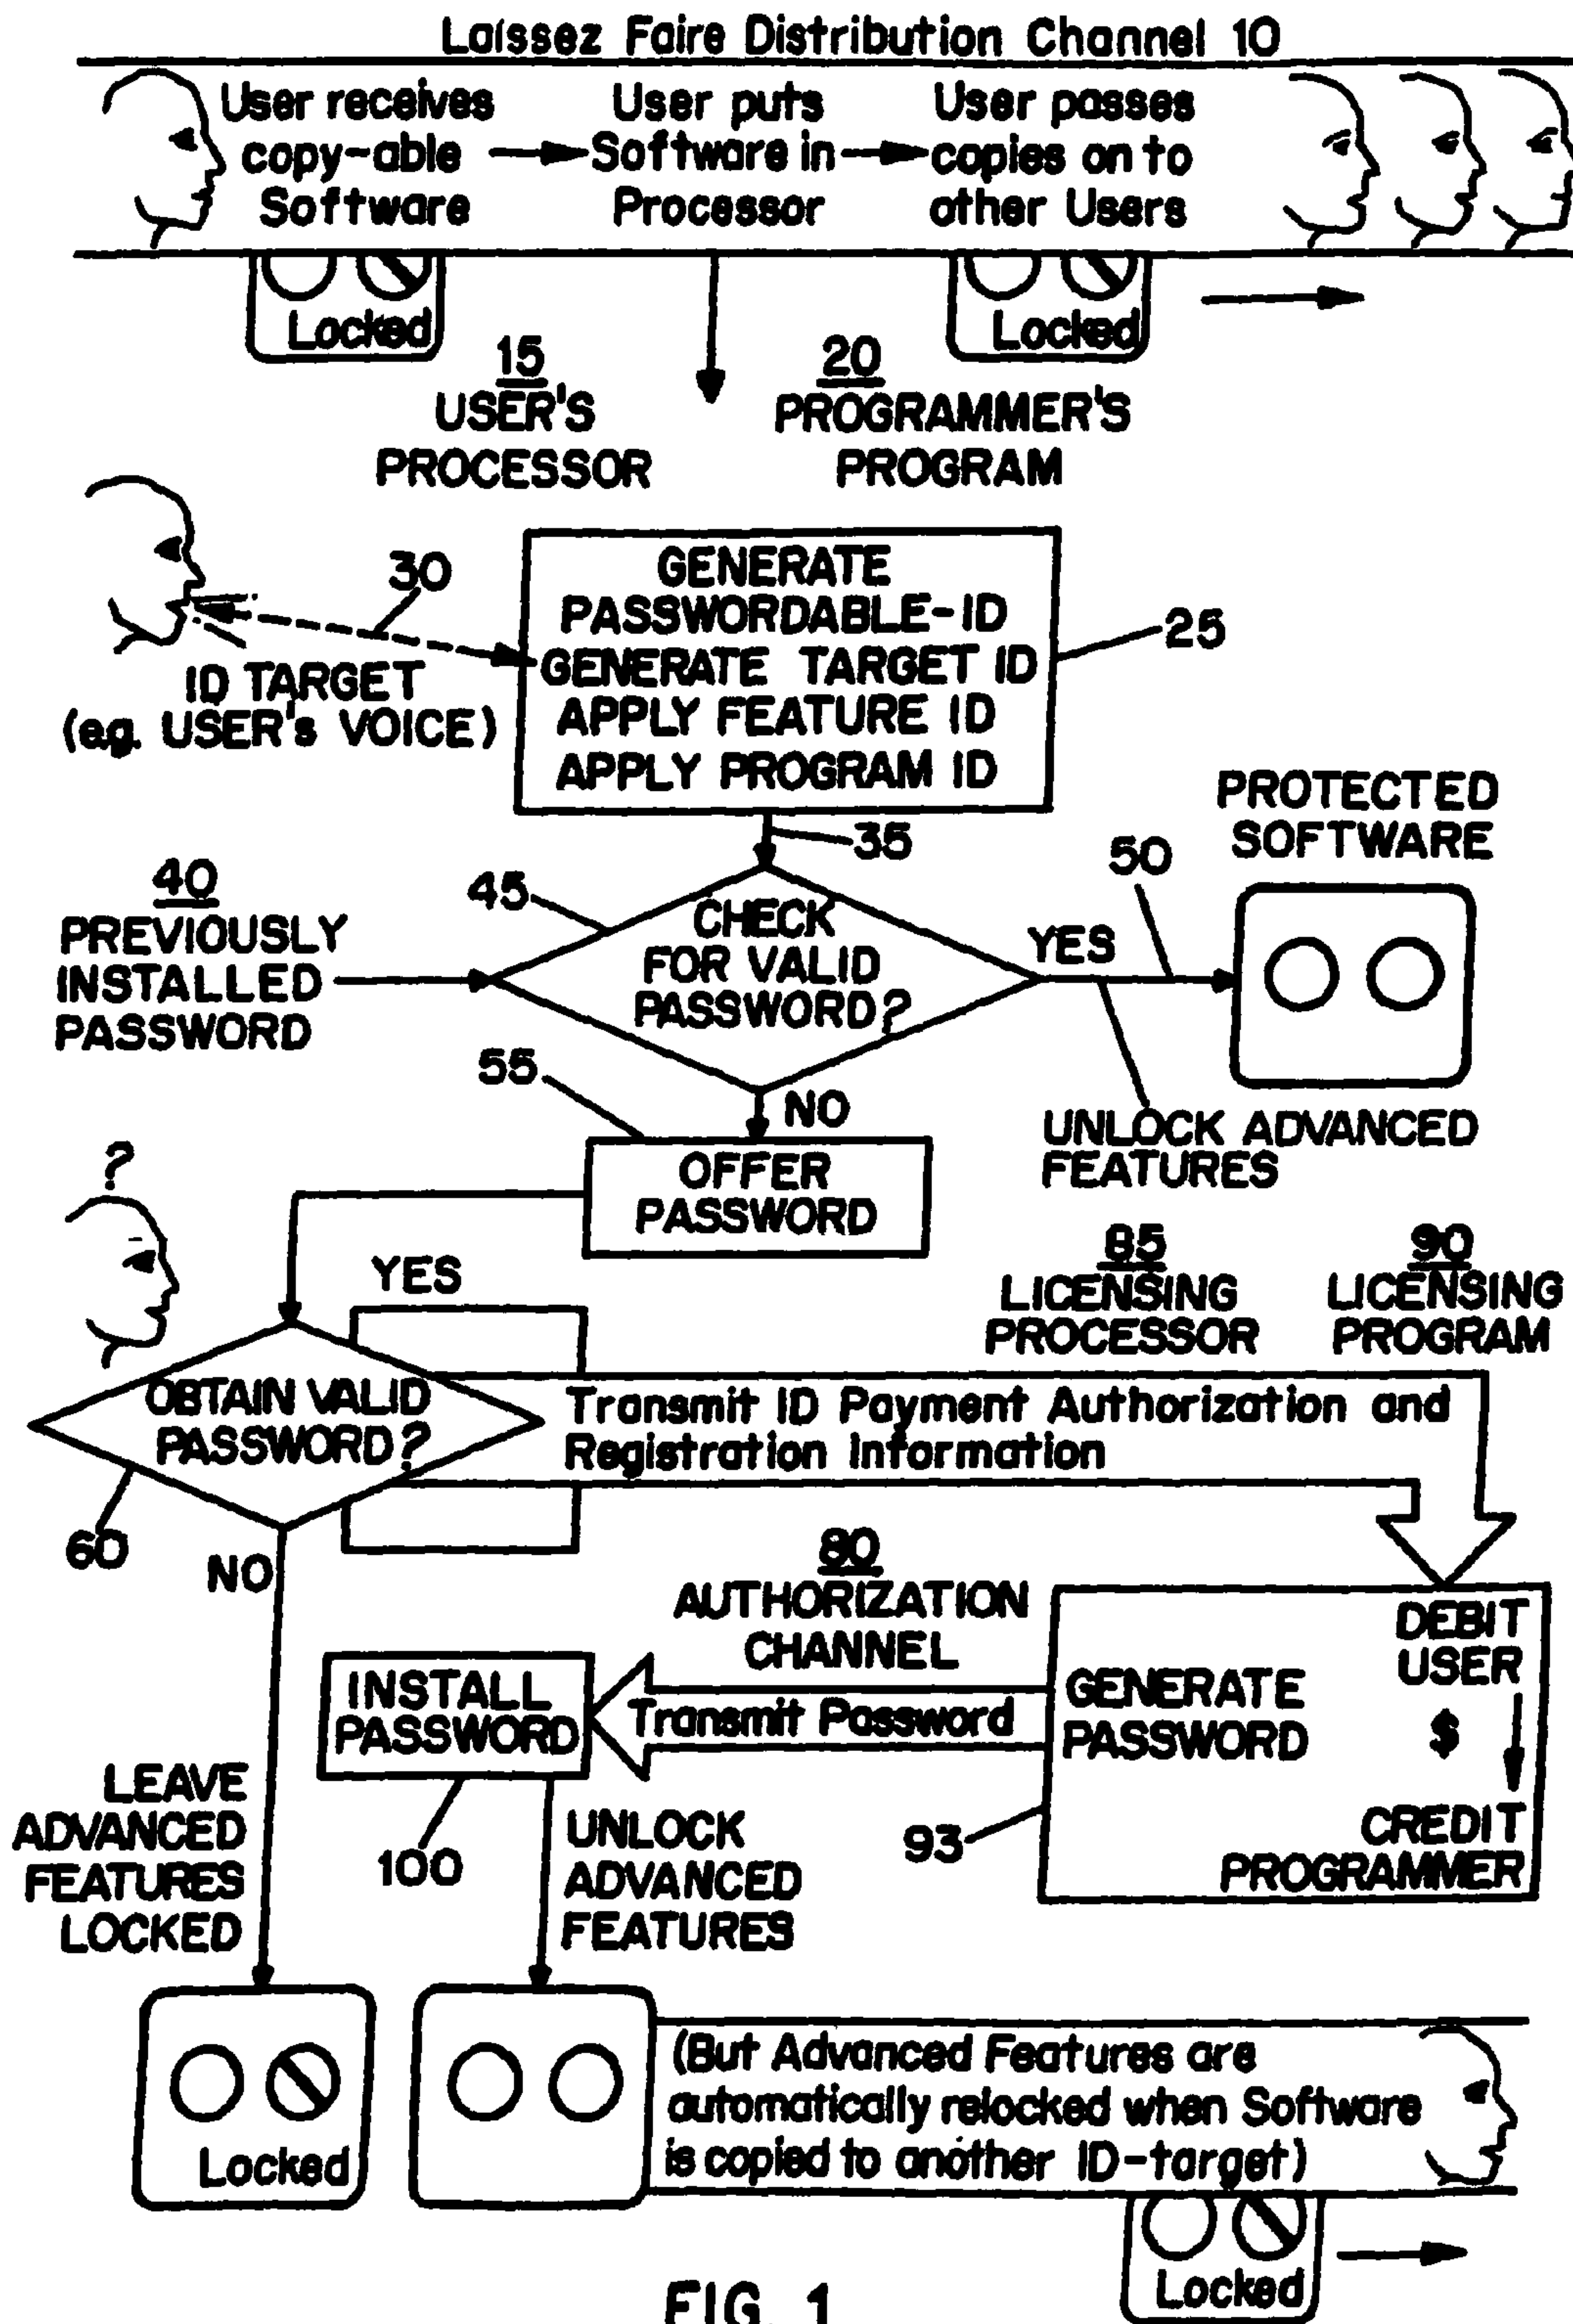 Laissez Faire Distribution Channel 10
User receives
copy-able
Software
User puts
Software in
Processor
User passes
copies on to
other Users
Locked
Locked
15
USER'S
PROCESSOR
20
PROGRAMMER'S
PROGRAM
30
ID TARGET
(e.g. USER's VOICE)
GENERATE
PASSWORDABLE-ID
GENERATE TARGET ID
APPLY FEATURE ID
APPLY PROGRAM ID
25
35
40
PREVIOUSLY
INSTALLED
PASSWORD
45
CHECK
FOR VALID
PASSWORD?
YES
50
PROTECTED
SOFTWARE
UNLOCK ADVANCED
FEATURES
55
NO
OFFER
PASSWORD
?
YES
85
LICENSING
PROCESSOR
90
LICENSING
PROGRAM
OBTAIN VALID
PASSWORD?
Transmit ID Payment Authorization and
Registration Information
60
NO
80
AUTHORIZATION
CHANNEL
INSTALL
PASSWORD
Transmit Password
GENERATE
PASSWORD
DEBIT
USER
$
CREDIT
PROGRAMMER
93
100
LEAVE
ADVANCED
FEATURES
LOCKED
UNLOCK
ADVANCED
FEATURES
Locked
(But Advanced Features are
automatically relocked when Software
is copied to another ID-target)
Locked
FIG. 1